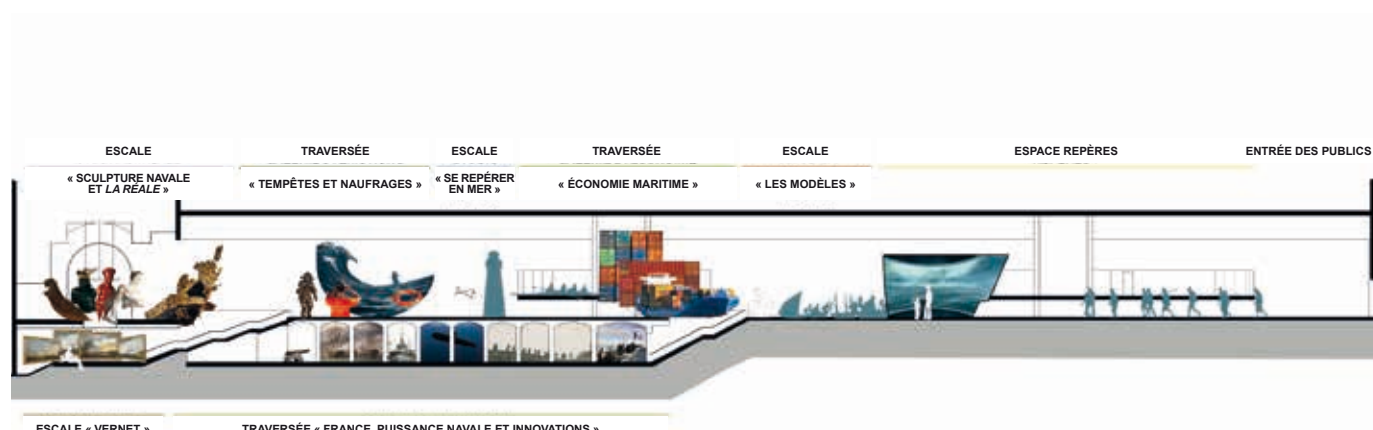 ESCALE
« SCULPTURE NAVALE
ET LA RÉALE »
TRAVERSÉE
« TEMPÊTES ET NAUFRAGES »
ESCALE
« SE REPÉRER
EN MER »
TRAVERSÉE
« ÉCONOMIE MARITIME »
ESCALE
« LES MODÈLES »
ESPACE REPÈRES
ENTRÉE DES PUBLICS
ESCALE « VERNET »
TRAVERSÉE « FRANCE, PUISSANCE NAVALE ET INNOVATIONS »